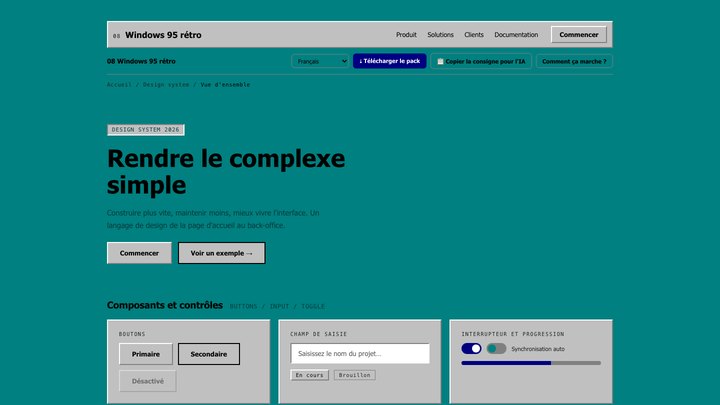 08 Windows 95 rétro
Produit Solutions Clients Documentation Commencer
08 Windows 95 rétro
Français ↓ Télécharger le pack 📋 Copier la consigne pour l'IA Comment ça marche ?
Accueil / Design system / Vue d'ensemble
DESIGN SYSTEM 2026
Rendre le complexe
simple
Construire plus vite, maintenir moins, mieux vivre l'interface. Un
langage de design de la page d'accueil au back-office.
Commencer Voir un exemple →
Composants et contrôles BUTTONS / INPUT / TOGGLE
BOUTONS
Primaire Secondaire
Désactivé
CHAMP DE SAISIE
Saisissez le nom du projet…
En cours Brouillon
INTERRUPTEUR ET PROGRESSION
Synchronisation auto